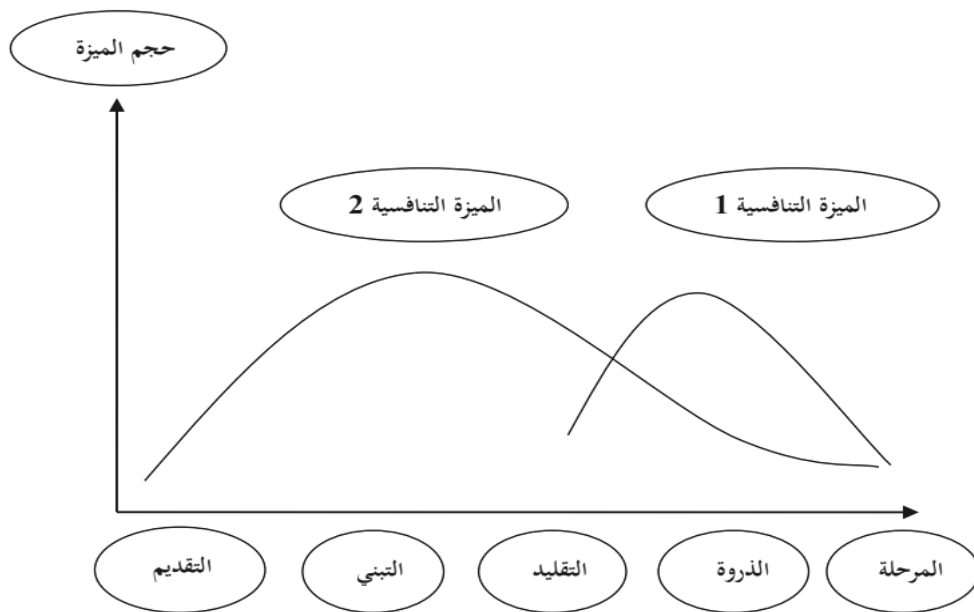 حجم الميزة
الميزة التنافسية 1
الميزة التنافسية 2
المرحلة
الذروة
التقليد
التبني
التقديم